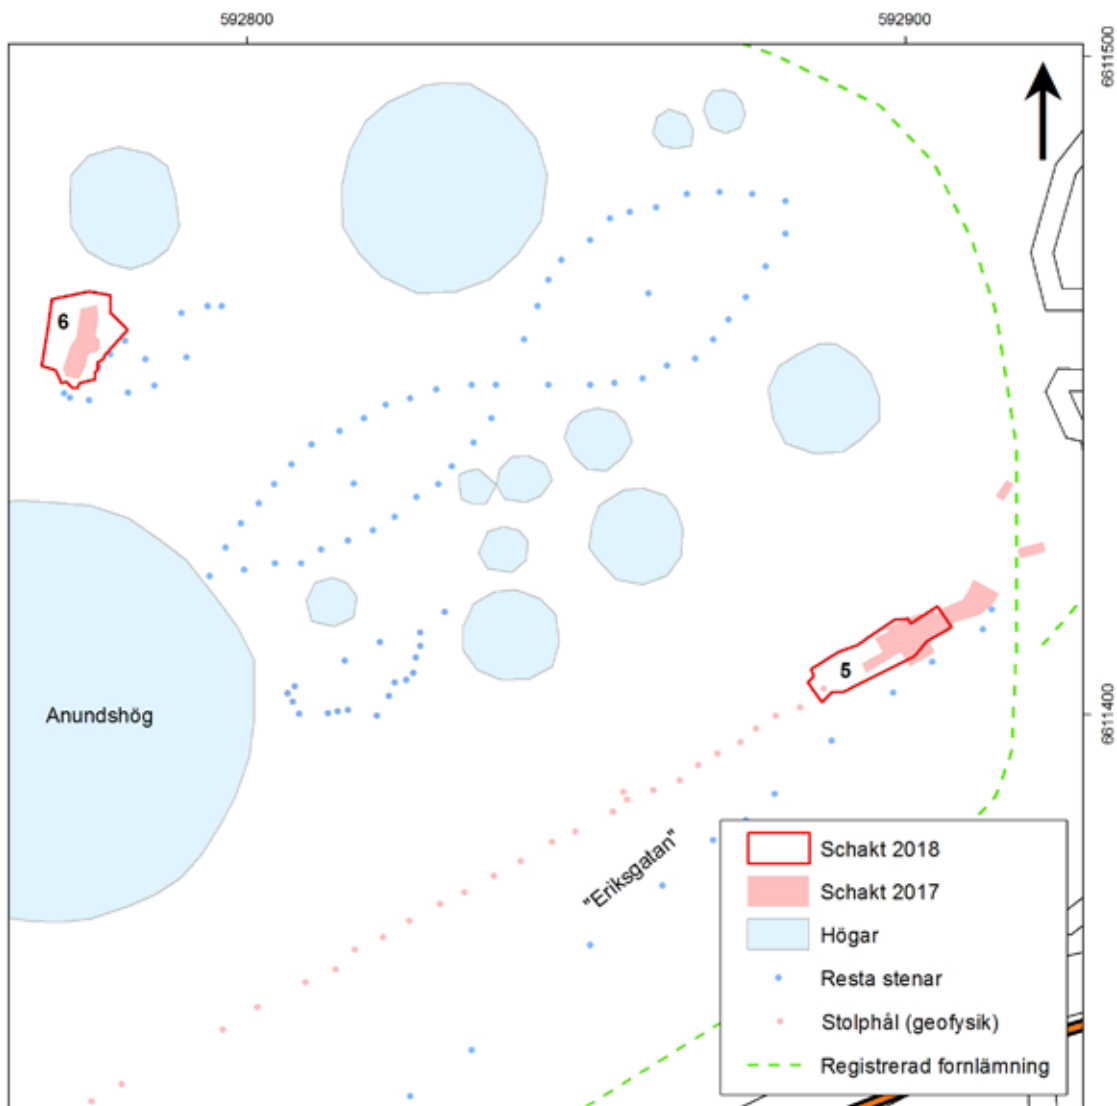 592800
592900
6611500
6
5
Anundshög
6611400
"Eriksgatan"
Schakt 2018
Schakt 2017
Högar
Resta stenar
Stolphål (geofysik)
Registrerad fornlämning